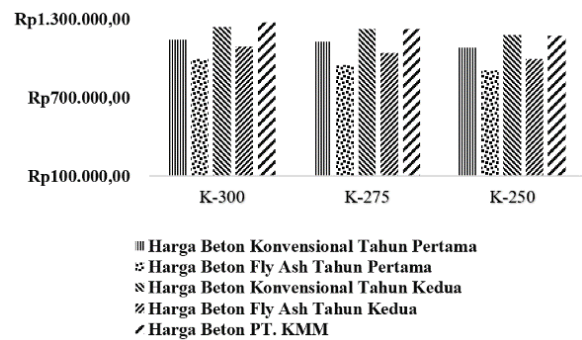 Rp1.300.000,00
Rp700.000,00
Rp100.000,00
K-300 K-275 K-250
Harga Beton Konvensional Tahun Pertama
Harga Beton Fly Ash Tahun Pertama
Harga Beton Konvensional Tahun Kedua
Harga Beton Fly Ash Tahun Kedua
Harga Beton PT. KMM